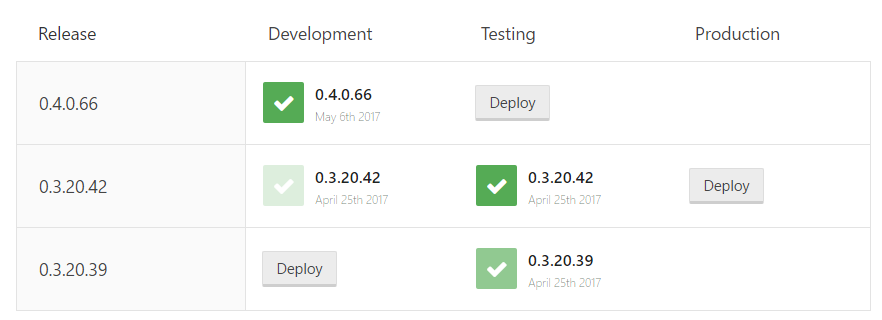 Release Development Testing Production
0.4.0.66 0.4.0.66 Deploy
May 6th 2017
0.3.20.42 0.3.20.42 0.3.20.42 Deploy
April 25th 2017 April 25th 2017
0.3.20.39 Deploy 0.3.20.39
April 25th 2017